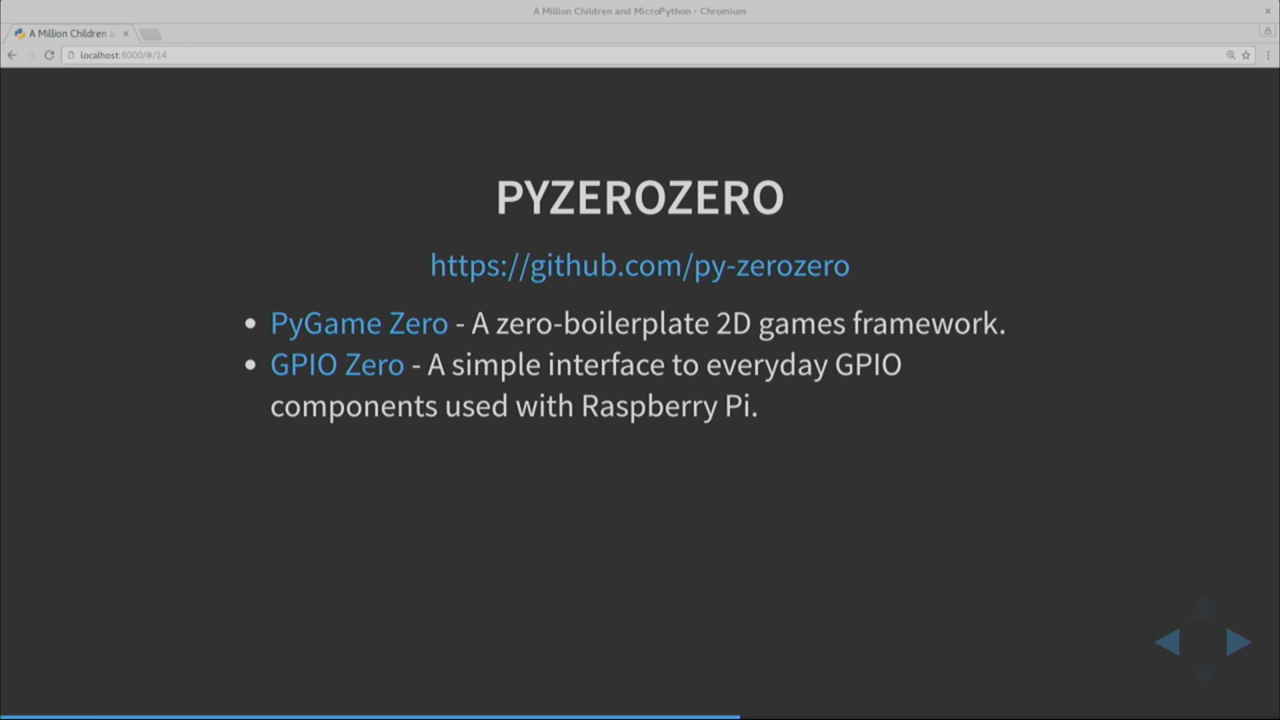 A Million Children and MicroPython - Chromium
A Million Children a
localhost:8000/#/14
PYZEROZERO
https://github.com/py-zerozero
• PyGame Zero - A zero-boilerplate 2D games framework.
• GPIO Zero - A simple interface to everyday GPIO
components used with Raspberry Pi.